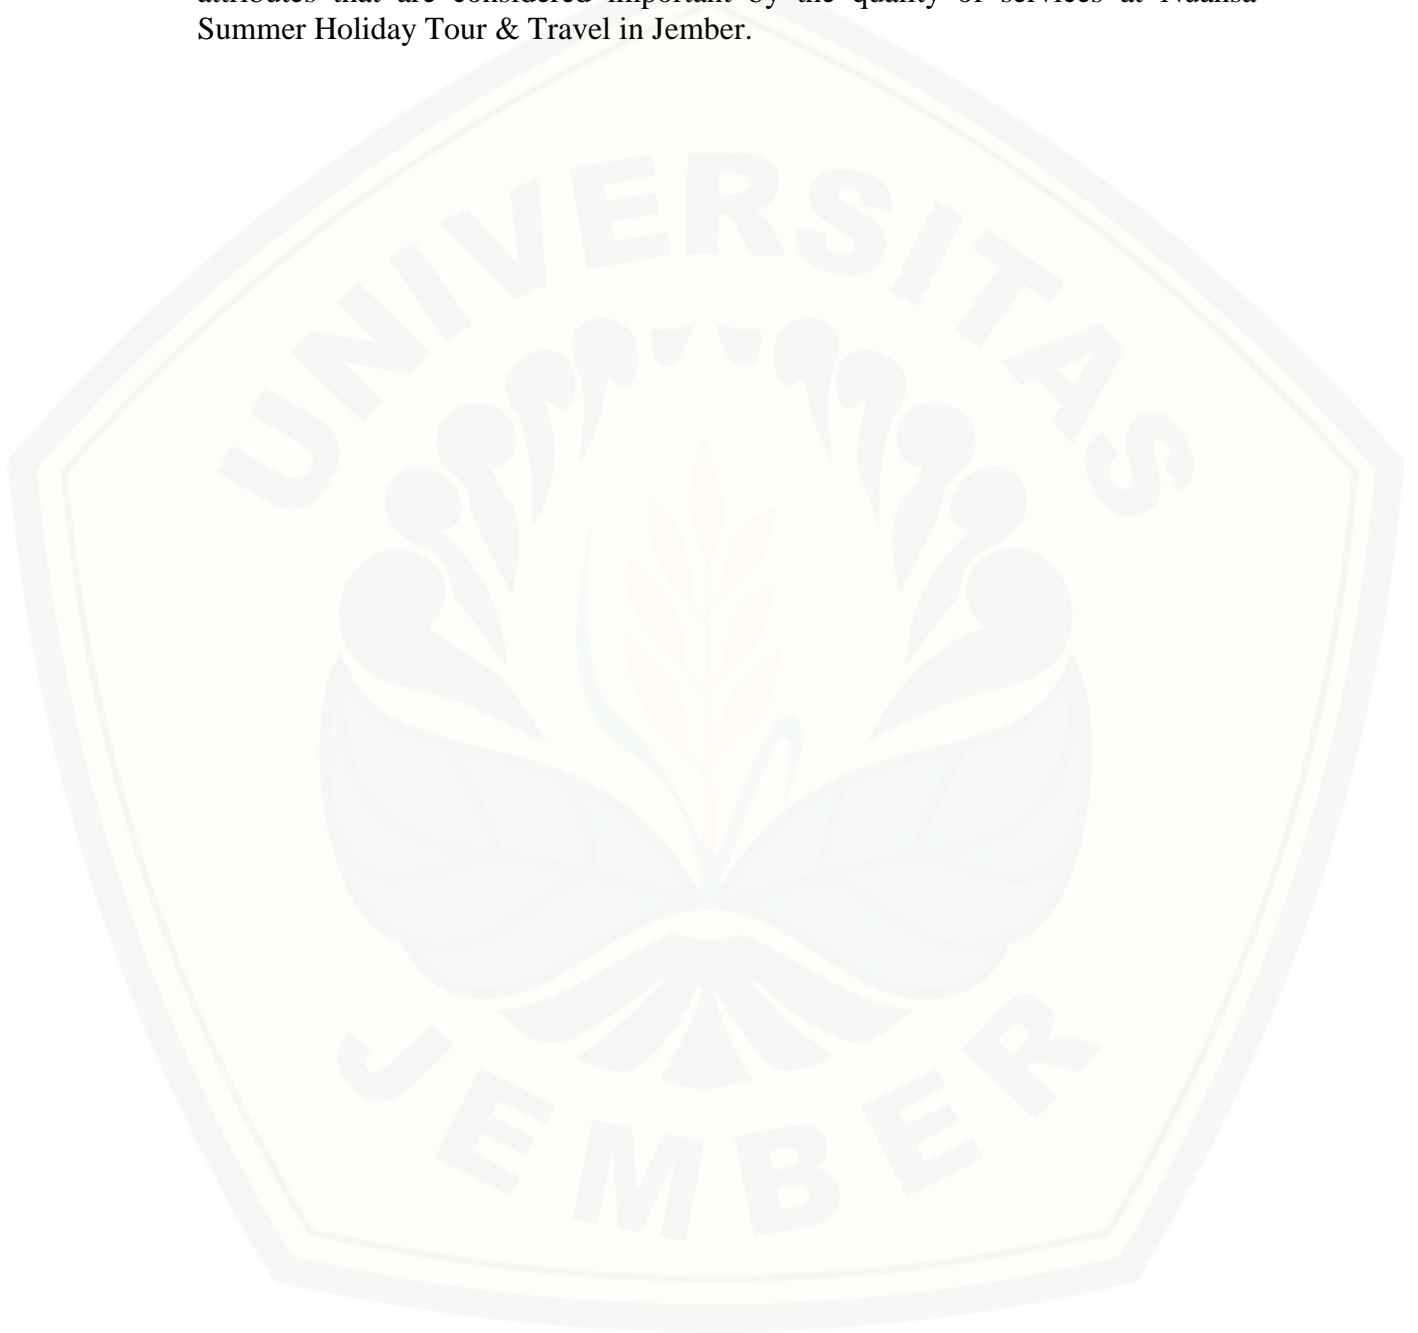 attributes that are considered important by the quality of services at Nuansa
Summer Holiday Tour & Travel in Jember.
UNIVERSITAS
JEMBER